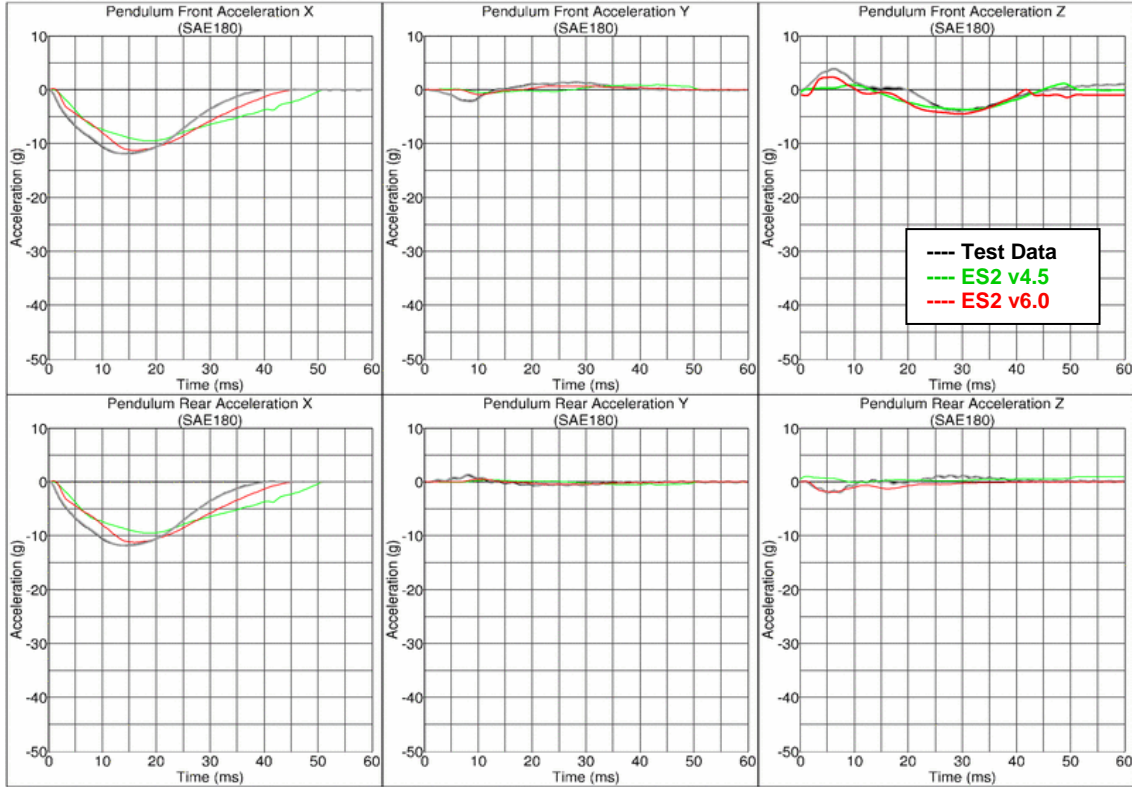 Pendulum Front Acceleration X
(SAE180)
10
0
-10
-20
-30
-40
-50
Acceleration (g)
0 10 20 30 40 50 60
Time (ms)
Pendulum Front Acceleration Y
(SAE180)
10
0
-10
-20
-30
-40
-50
Acceleration (g)
0 10 20 30 40 50 60
Time (ms)
Pendulum Front Acceleration Z
(SAE180)
10
0
-10
-20
-30
-40
-50
Acceleration (g)
0 10 20 30 40 50 60
Time (ms)
---- Test Data
---- ES2 v4.5
---- ES2 v6.0
Pendulum Rear Acceleration X
(SAE180)
10
0
-10
-20
-30
-40
-50
Acceleration (g)
0 10 20 30 40 50 60
Time (ms)
Pendulum Rear Acceleration Y
(SAE180)
10
0
-10
-20
-30
-40
-50
Acceleration (g)
0 10 20 30 40 50 60
Time (ms)
Pendulum Rear Acceleration Z
(SAE180)
10
0
-10
-20
-30
-40
-50
Acceleration (g)
0 10 20 30 40 50 60
Time (ms)